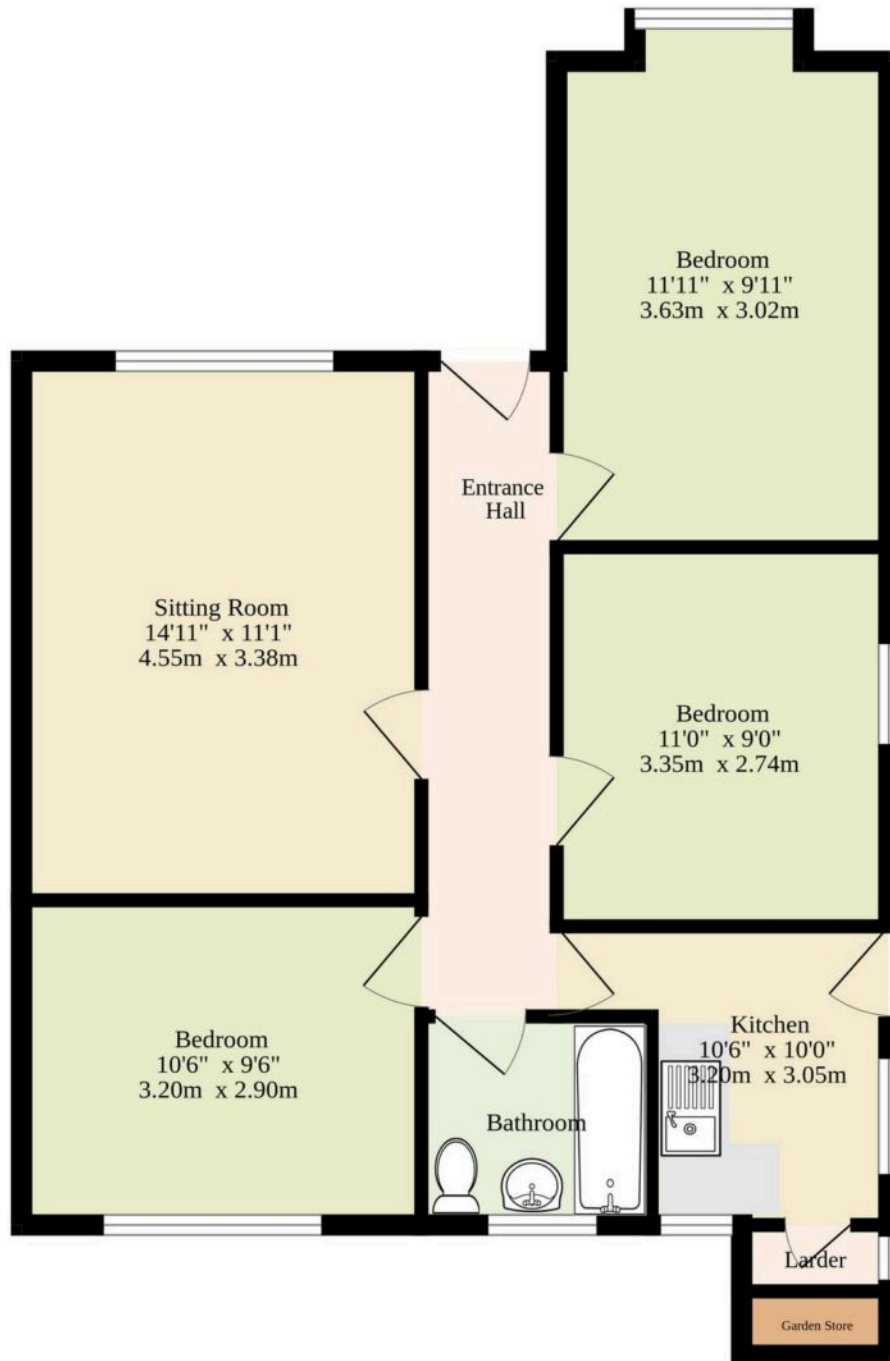 Bedroom
11'11" x 9'11"
3.63m x 3.02m
Entrance
Hall
Sitting Room
14'11" x 11'1"
4.55m x 3.38m
Bedroom
11'0" x 9'0"
3.35m x 2.74m
Bedroom
10'6" x 9'6"
3.20m x 2.90m
Kitchen
10'6" x 10'0"
3.20m x 3.05m
Bathroom
Larder
Garden Store